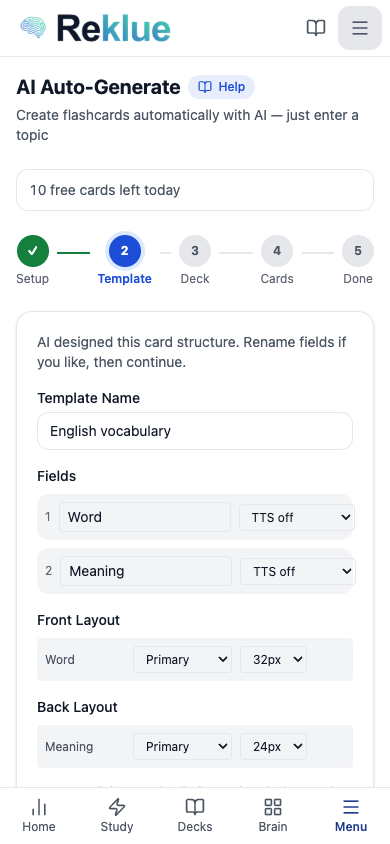 Reklue
AI Auto-Generate
Help
Create flashcards automatically with AI — just enter a
topic
10 free cards left today
2
3
4
5
Setup
Template
Deck
Cards
Done
AI designed this card structure. Rename fields if
you like, then continue.
Template Name
English vocabulary
Fields
1
Word
TTS off
2
Meaning
TTS off
Front Layout
Word
Primary
32px
Back Layout
Meaning
Primary
24px
Home
Study
Decks
Brain
Menu